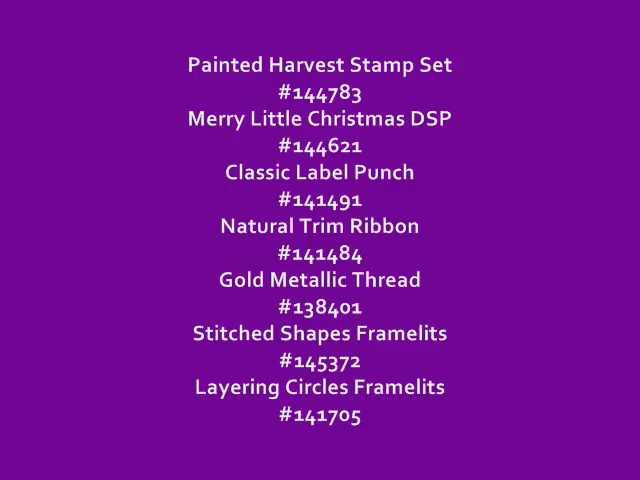 Painted Harvest Stamp Set
#144783
Merry Little Christmas DSP
#144621
Classic Label Punch
#141491
Natural Trim Ribbon
#141484
Gold Metallic Thread
#138401
Stitched Shapes Framelits
#145372
Layering Circles Framelits
#141705